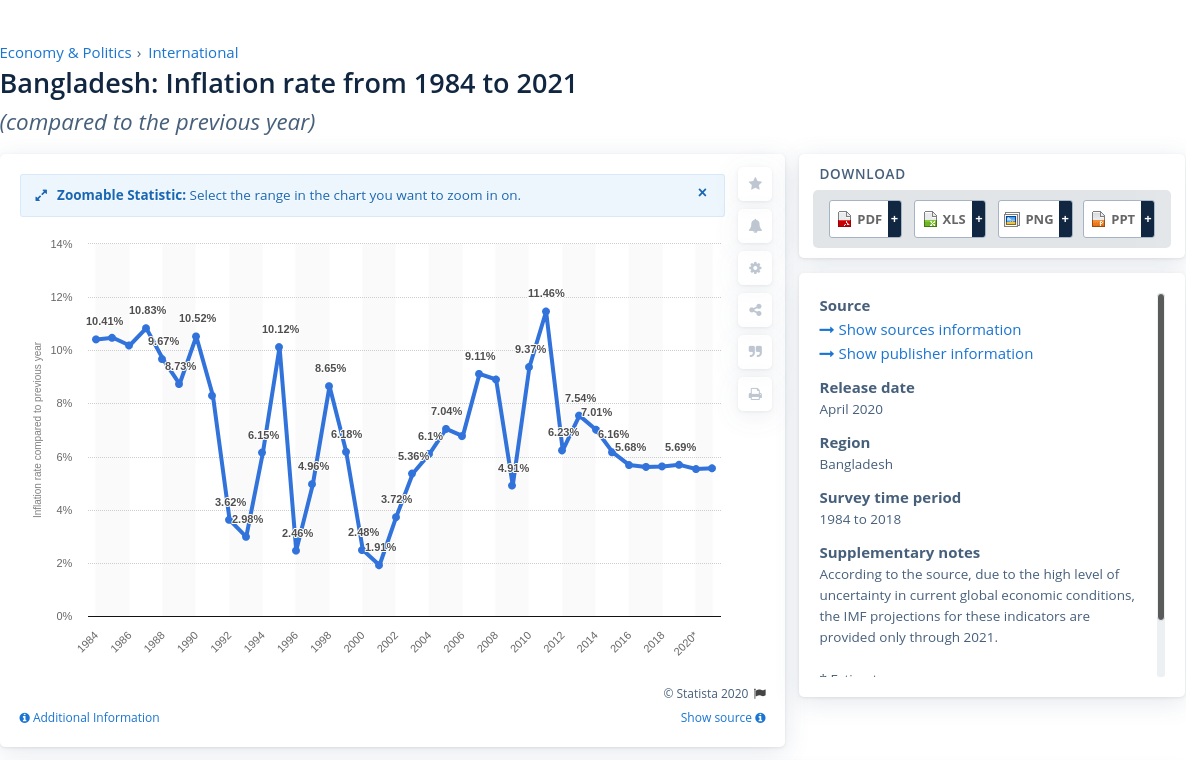 Economy & Politics › International
Bangladesh: Inflation rate from 1984 to 2021
(compared to the previous year)
Zoomable Statistic: Select the range in the chart you want to zoom in on. ×
14%
12%
10%
8%
6%
4%
2%
0%
Inflation rate compared to previous year
10.41%
10.83%
9.67%
8.73%
10.52%
3.62%
2.98%
6.15%
10.12%
2.46%
4.96%
8.65%
6.18%
2.48%
1.91%
3.72%
5.36%
6.1%
7.04%
9.11%
4.91%
9.37%
11.46%
6.23%
7.54%
7.01%
6.16%
5.68%
5.69%
1984 1986 1988 1990 1992 1994 1996 1998 2000 2002 2004 2006 2008 2010 2012 2014 2016 2018 2020*
© Statista 2020
Additional Information
Show source
DOWNLOAD
PDF + XLS + PNG + PPT +
Source
Show sources information
Show publisher information
Release date
April 2020
Region
Bangladesh
Survey time period
1984 to 2018
Supplementary notes
According to the source, due to the high level of
uncertainty in current global economic conditions,
the IMF projections for these indicators are
provided only through 2021.